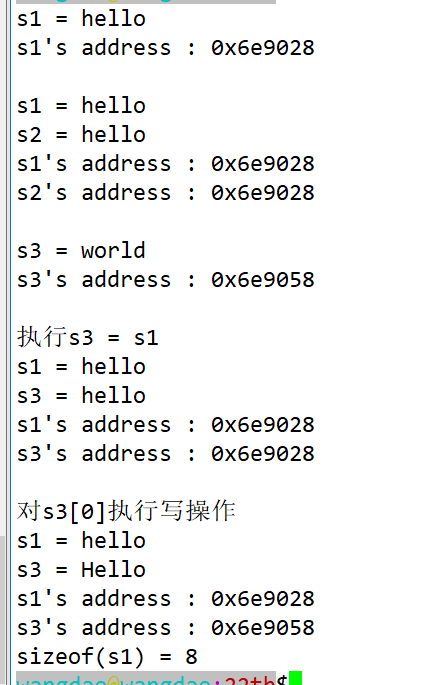 s1 = hello
s1's address : 0x6e9028
s1 = hello
s2 = hello
s1's address : 0x6e9028
s2's address : 0x6e9028
s3 = world
s3's address : 0x6e9058
执行s3 = s1
s1 = hello
s3 = hello
s1's address : 0x6e9028
s3's address : 0x6e9028
对s3[0]执行写操作
s1 = hello
s3 = Hello
s1's address : 0x6e9028
s3's address : 0x6e9058
sizeof(s1) = 8